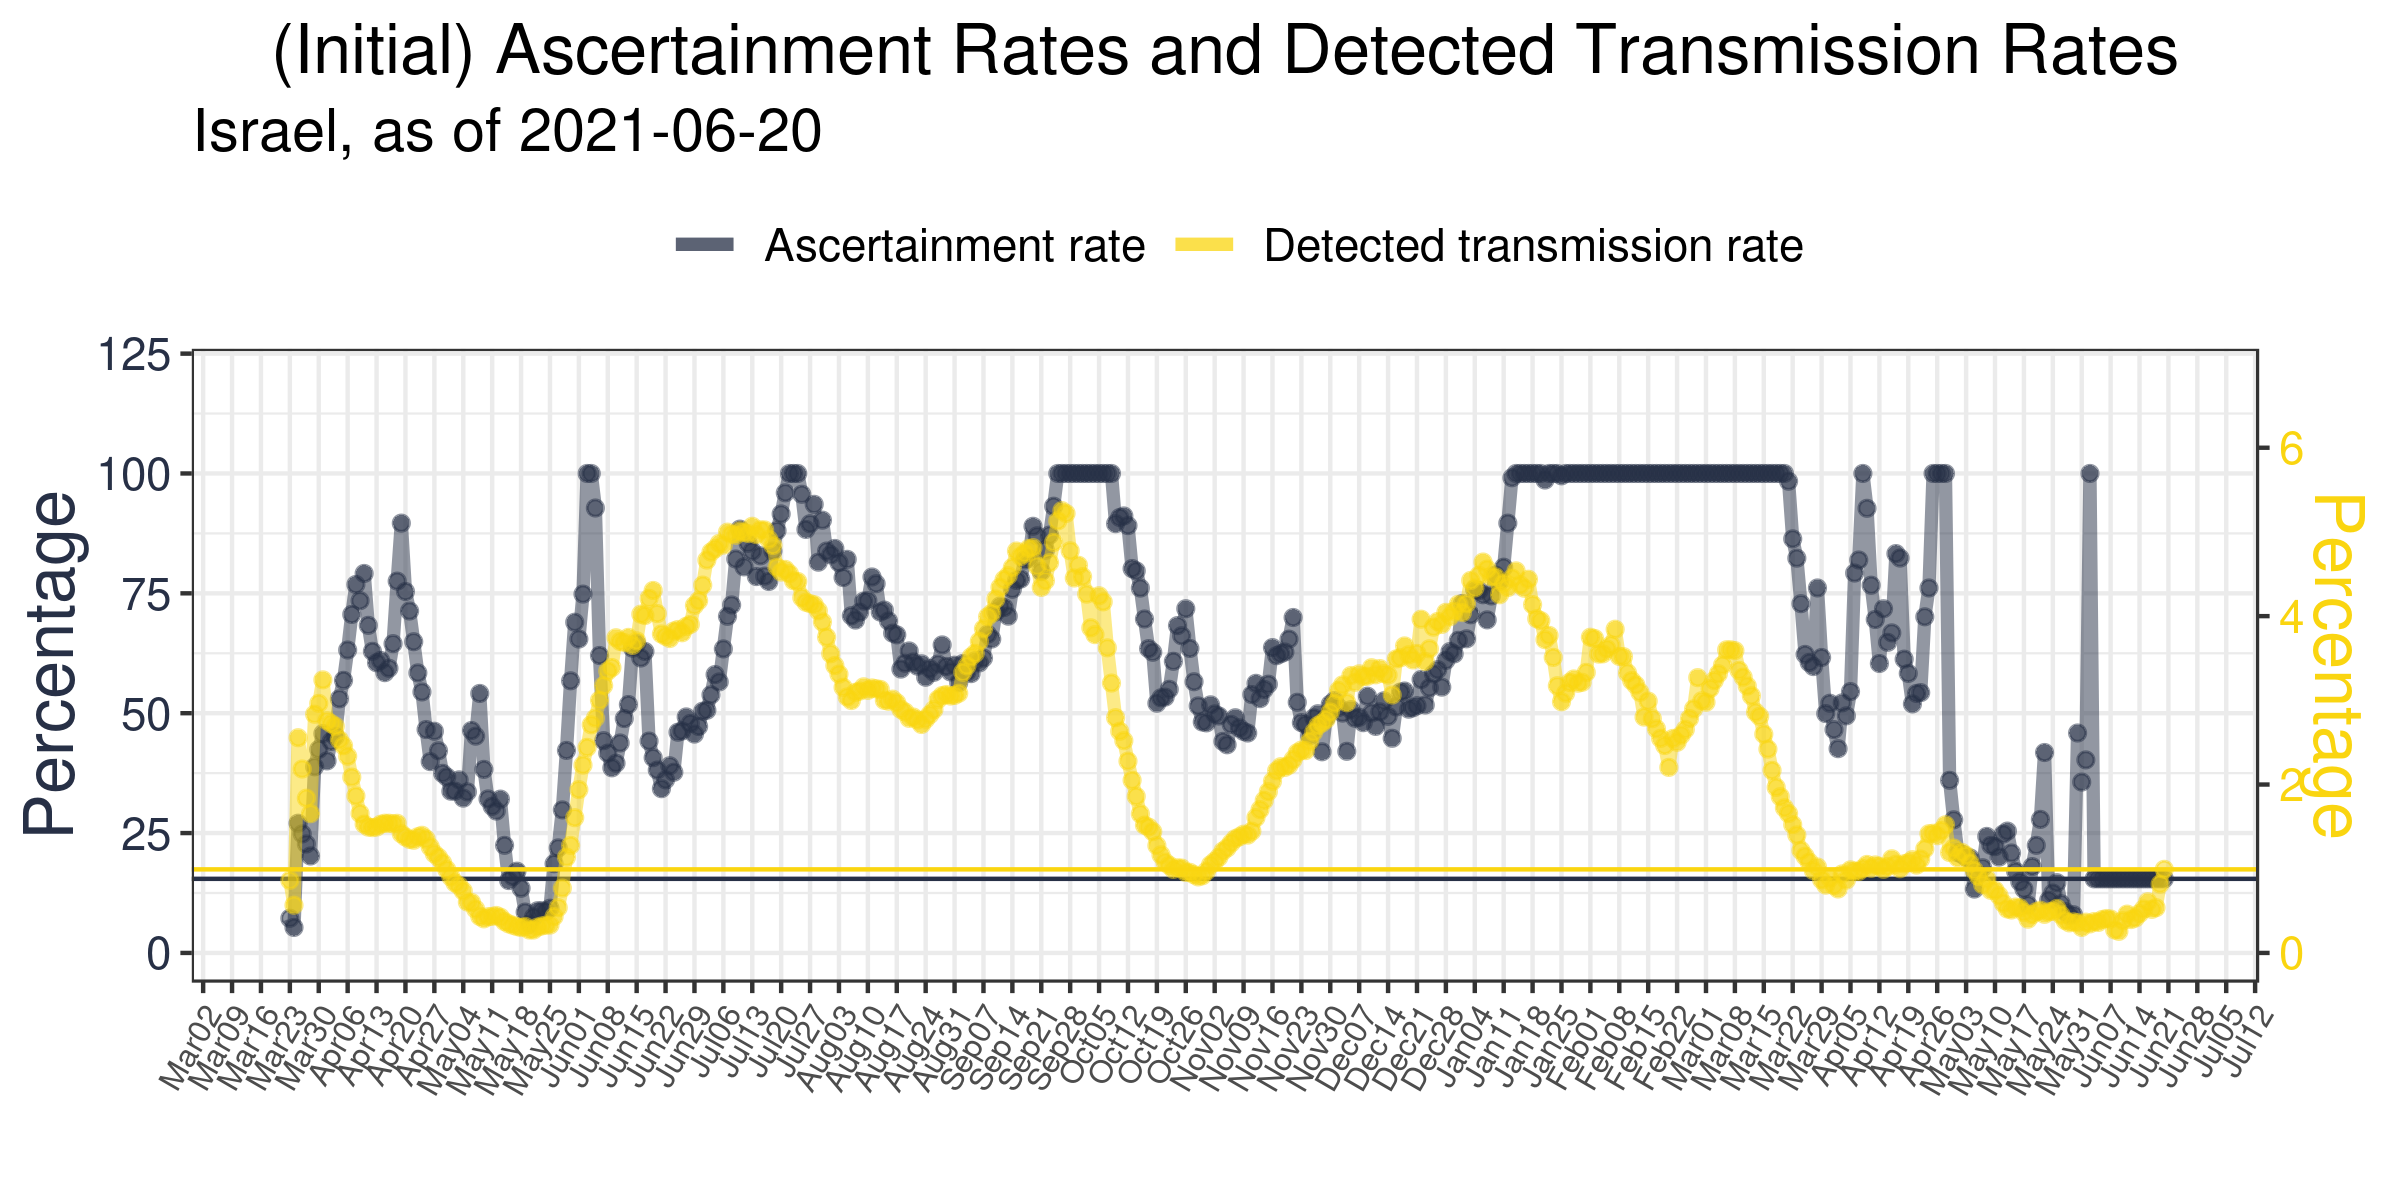 (Initial) Ascertainment Rates and Detected Transmission Rates
Israel, as of 2021-06-20
Ascertainment rate
Detected transmission rate
Percentage
125
100
75
50
25
0
6
4
2
0
Percentage
Mar02
Mar09
Mar16
Mar23
Mar30
Apr06
Apr13
Apr20
Apr27
May04
May11
May18
May25
Jun01
Jun08
Jun15
Jun22
Jun29
Jul06
Jul13
Jul20
Jul27
Aug03
Aug10
Aug17
Aug24
Aug31
Sep07
Sep14
Sep21
Sep28
Oct05
Oct12
Oct19
Oct26
Nov02
Nov09
Nov16
Nov23
Nov30
Dec07
Dec14
Dec21
Dec28
Jan04
Jan11
Jan18
Jan25
Feb01
Feb08
Feb15
Feb22
Mar01
Mar08
Mar15
Mar22
Mar29
Apr05
Apr12
Apr19
Apr26
May03
May10
May17
May24
May31
Jun07
Jun14
Jun21
Jun28
Jul05
Jul12